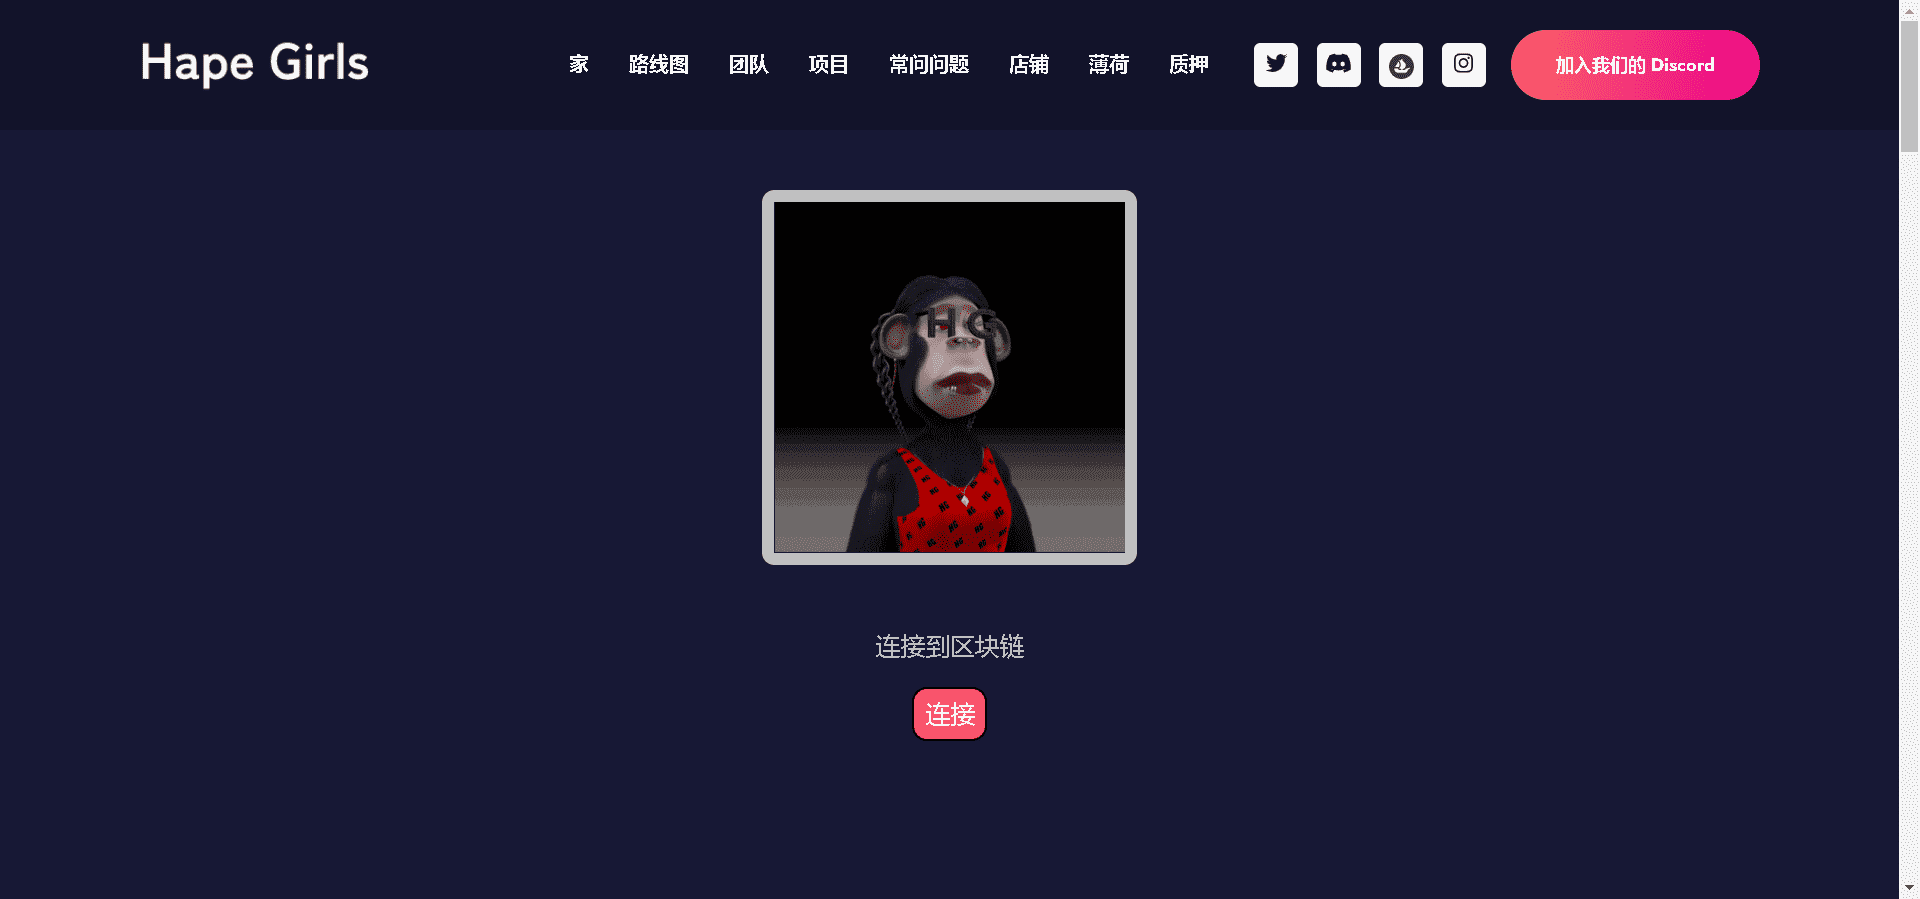 Hape Girls
家 路线图 团队 项目 常问问题 店铺 薄荷 质押
加入我们的 Discord
HG
连接到区块链
连接